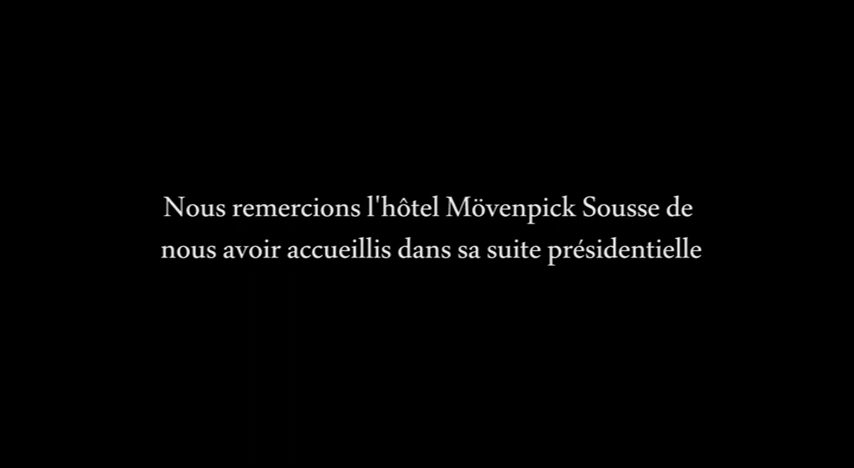 Nous remercions l'hôtel Mövenpick Sousse de
nous avoir accueillis dans sa suite présidentielle